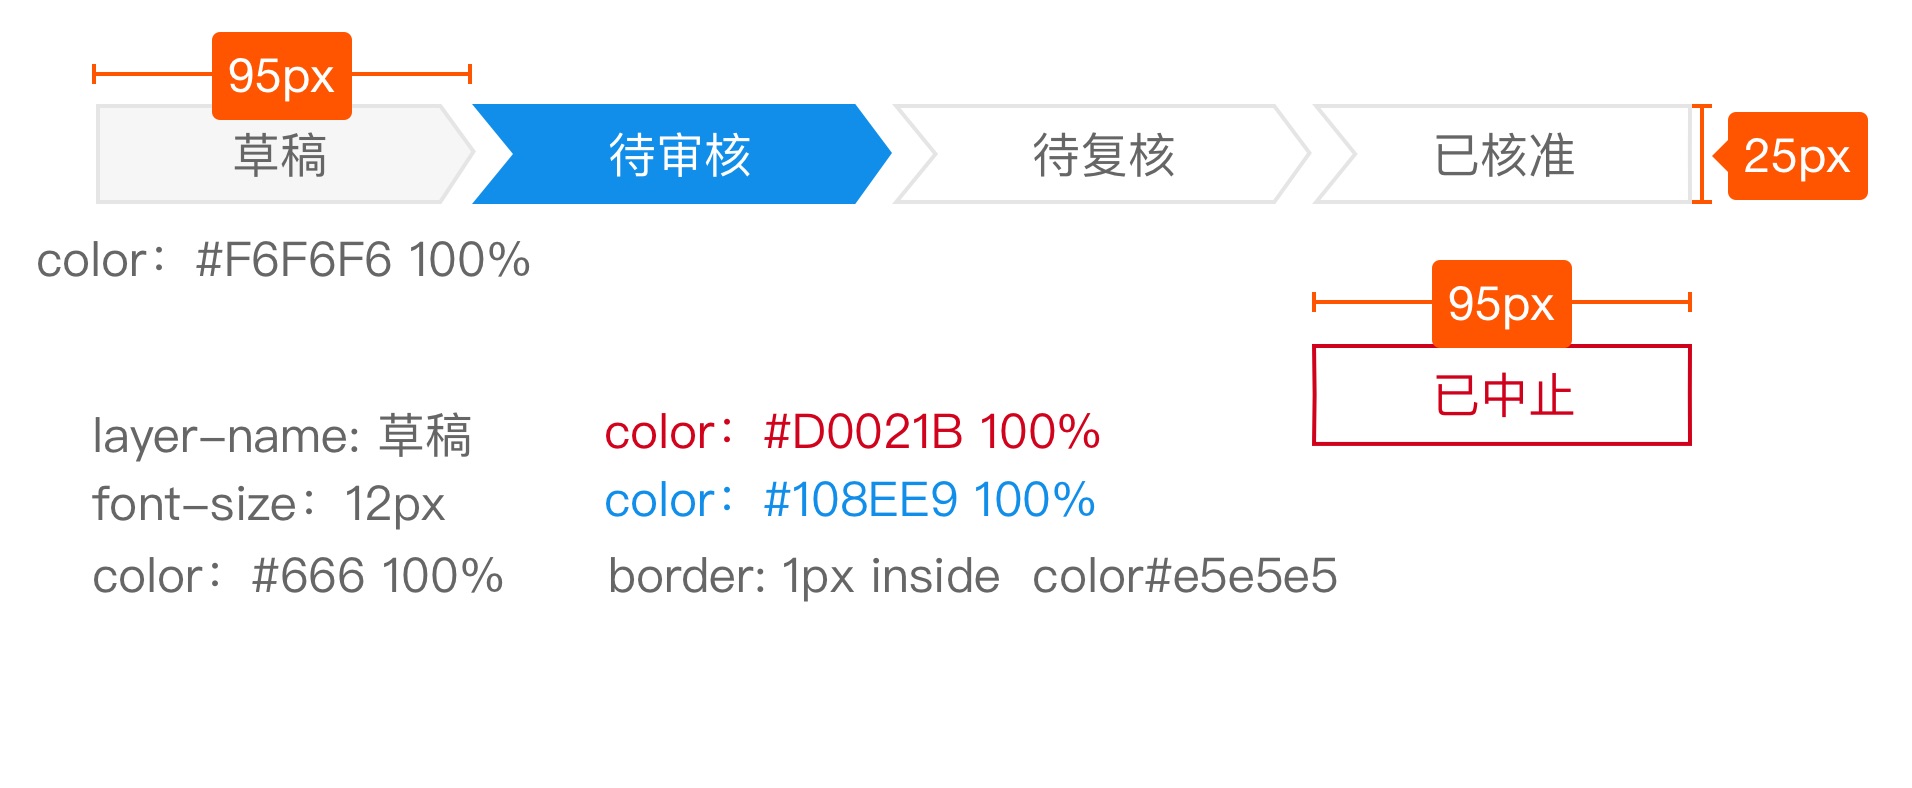 95px
草稿
待审核
待复核
已核准
25px
color：#F6F6F6 100%
95px
已中止
layer-name: 草稿
font-size：12px
color：#666 100%
color：#D0021B 100%
color：#108EE9 100%
border: 1px inside  color#e5e5e5